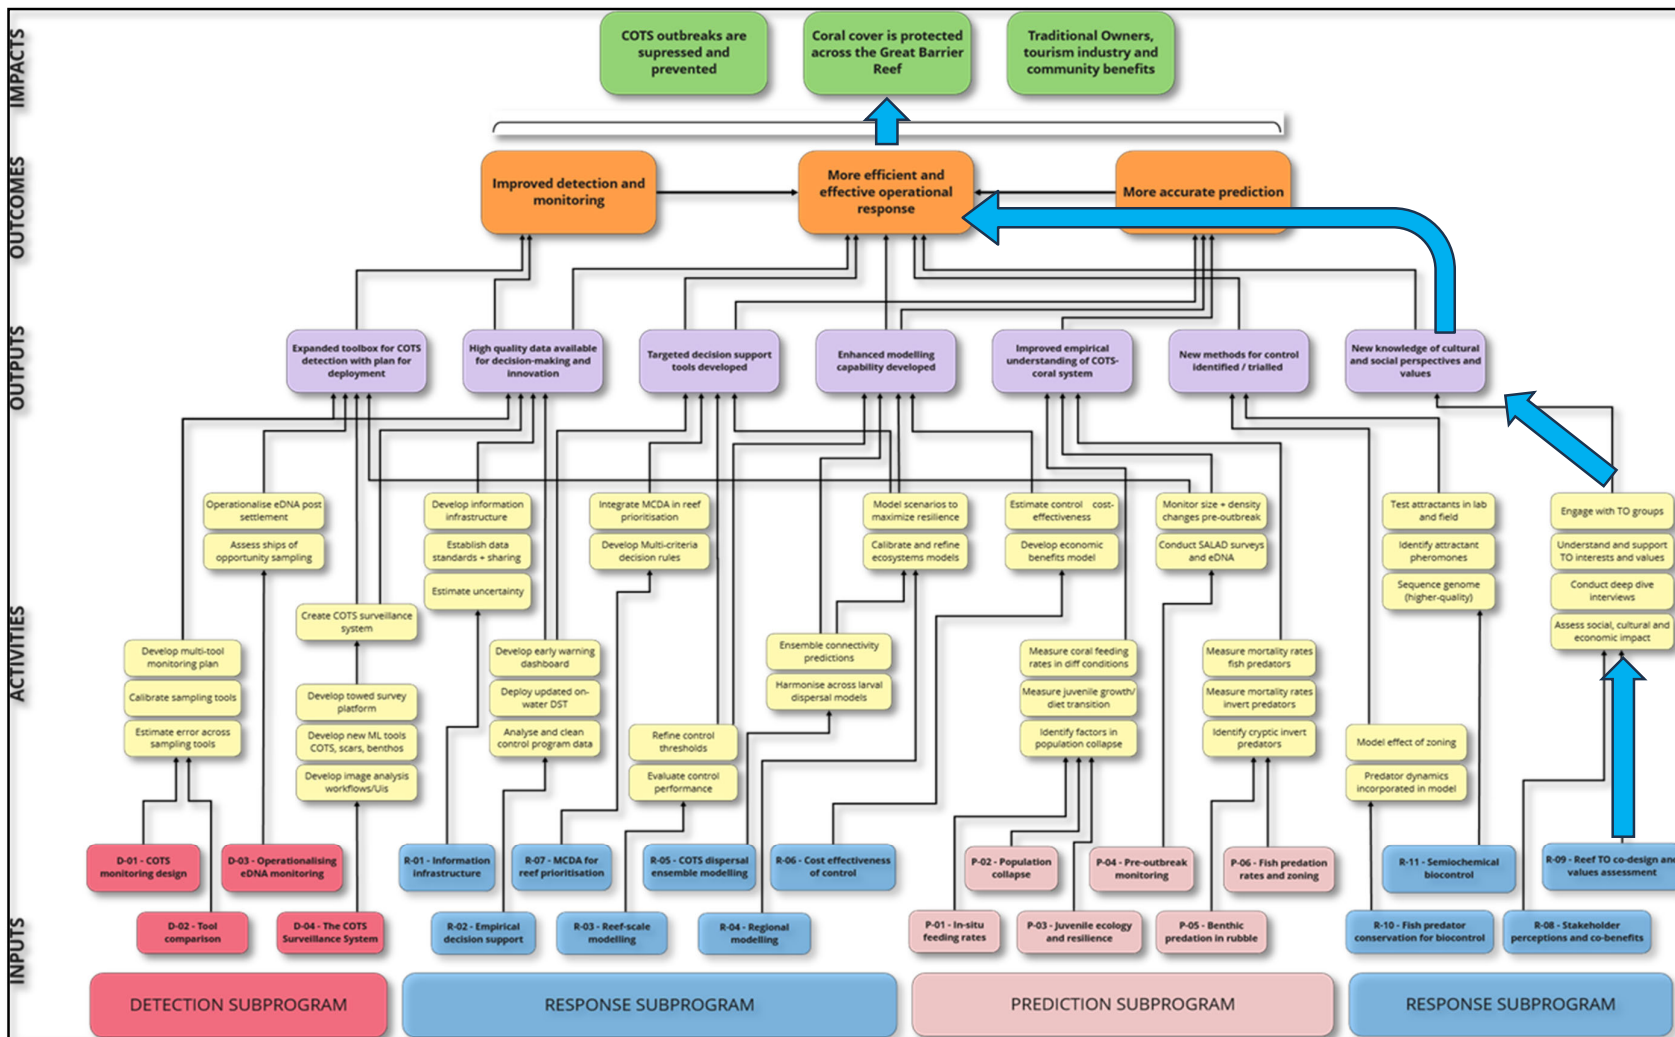 IMPACTS
COTS outbreaks are
supressed and
prevented
Coral cover is protected
across the Great Barrier
Reef
Traditional Owners,
tourism industry and
community benefits
OUTCOMES
Improved detection and
monitoring
More efficient and
effective operational
response
More accurate prediction
OUTPUTS
Expanded toolbox for COTS
detection with plan for
deployment
High quality data available
for decision-making and
innovation
Targeted decision support
tools developed
Enhanced modelling
capability developed
Improved empirical
understanding of COTS-
coral system
New methods for control
identified / trialled
New knowledge of cultural
and social perspectives and
values
ACTIVITIES
Operationalise eDNA post
settlement
Assess ships of
opportunity sampling
Develop information
infrastructure
Establish data
standards + sharing
Estimate uncertainty
Integrate MCDA in reef
prioritisation
Develop Multi-criteria
decision rules
Model scenarios to
maximize resilience
Calibrate and refine
ecosystems models
Estimate control cost-
effectiveness
Develop economic
benefits model
Monitor size + density
changes pre-outbreak
Conduct SALAD surveys
and eDNA
Test attractants in lab
and field
Identify attractant
pheromones
Sequence genome
(higher-quality)
Engage with TO groups
Understand and support
TO interests and values
Conduct deep dive
interviews
Assess social, cultural and
economic impact
Create COTS surveillance
system
Develop multi-tool
monitoring plan
Calibrate sampling tools
Estimate error across
sampling tools
Develop towed survey
platform
Develop new ML tools
COTS, scars, benthos
Develop image analysis
workflows/Uis
Develop early warning
dashboard
Deploy updated on-
water DST
Analyse and clean
control program data
Refine control
thresholds
Evaluate control
performance
Ensemble connectivity
predictions
Harmonise across larval
dispersal models
Measure coral feeding
rates in diff conditions
Measure juvenile growth/
diet transition
Identify factors in
population collapse
Measure mortality rates
fish predators
Measure mortality rates
invert predators
Identify cryptic invert
predators
Model effect of zoning
Predator dynamics
incorporated in model
INPUTS
D-01 - COTS
monitoring design
D-03 - Operationalising
eDNA monitoring
R-01 - Information
infrastructure
R-07 - MCDA for
reef prioritisation
R-05 - COTS dispersal
ensemble modelling
R-06 - Cost effectiveness
of control
P-02 - Population
collapse
P-04 - Pre-outbreak
monitoring
P-06 - Fish predation
rates and zoning
R-11 - Semiochemical
biocontrol
R-09 - Reef TO co-design and
values assessment
D-02 - Tool
comparison
D-04 - The COTS
Surveillance System
R-02 - Empirical
decision support
R-03 - Reef-scale
modelling
R-04 - Regional
modelling
P-01 - In-situ
feeding rates
P-03 - Juvenile ecology
and resilience
P-05 - Benthic
predation in rubble
R-10 - Fish predator
conservation for biocontrol
R-08 - Stakeholder
perceptions and co-benefits
DETECTION SUBPROGRAM
RESPONSE SUBPROGRAM
PREDICTION SUBPROGRAM
RESPONSE SUBPROGRAM